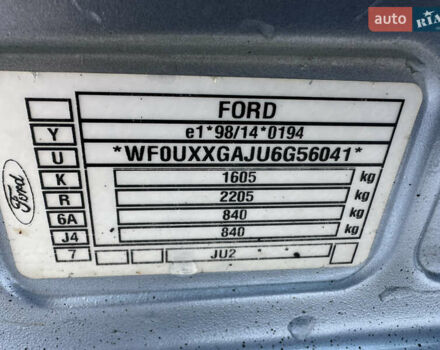 auto RIA
FORD
Y e1*98/14*0194
U *WF0UXXGAJU6G56041*
K 1605 kg
R 2205 kg
6A 840 kg
J4 840 kg
7 JU2
Ford